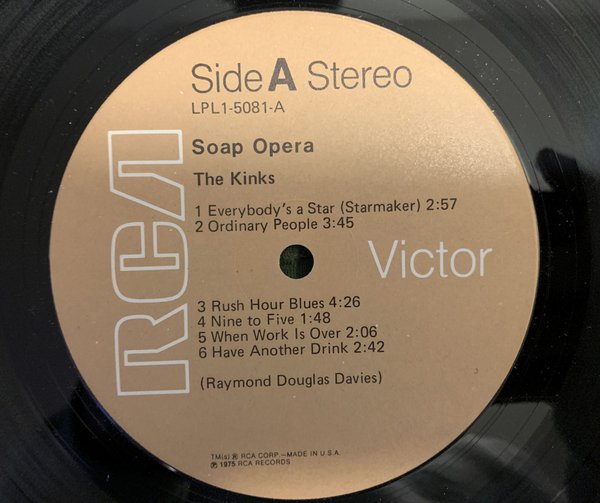 Side A Stereo
LPL1-5081-A
Soap Opera
The Kinks
1 Everybody's a Star (Starmaker) 2:57
2 Ordinary People 3:45
RCA
Victor
3 Rush Hour Blues 4:26
4 Nine to Five 1:48
5 When Work Is Over 2:06
6 Have Another Drink 2:42
(Raymond Douglas Davies)
TM(s) ® RCA CORP.–MADE IN U.S.A.
℗ 1975 RCA RECORDS